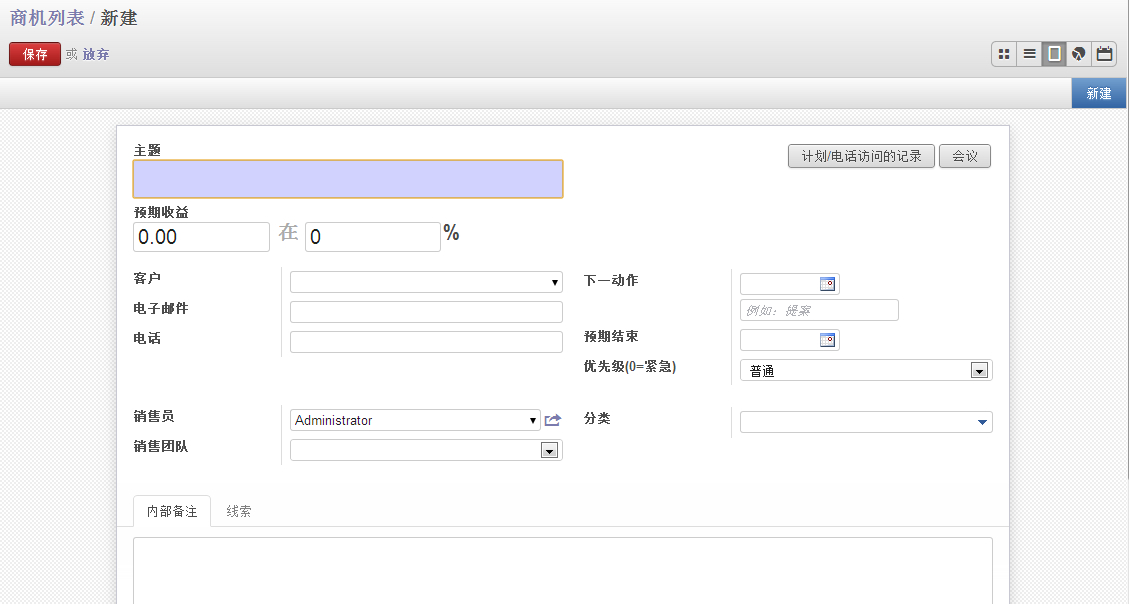 商机列表 / 新建
保存 或 放弃
新建
主题
计划/电话访问的记录 会议
预期收益
0.00 在 0 %
客户
下一动作
电子邮件
例如：提案
电话
预期结束
优先级(0=紧急) 普通
销售员 Administrator
分类
销售团队
内部备注 线索